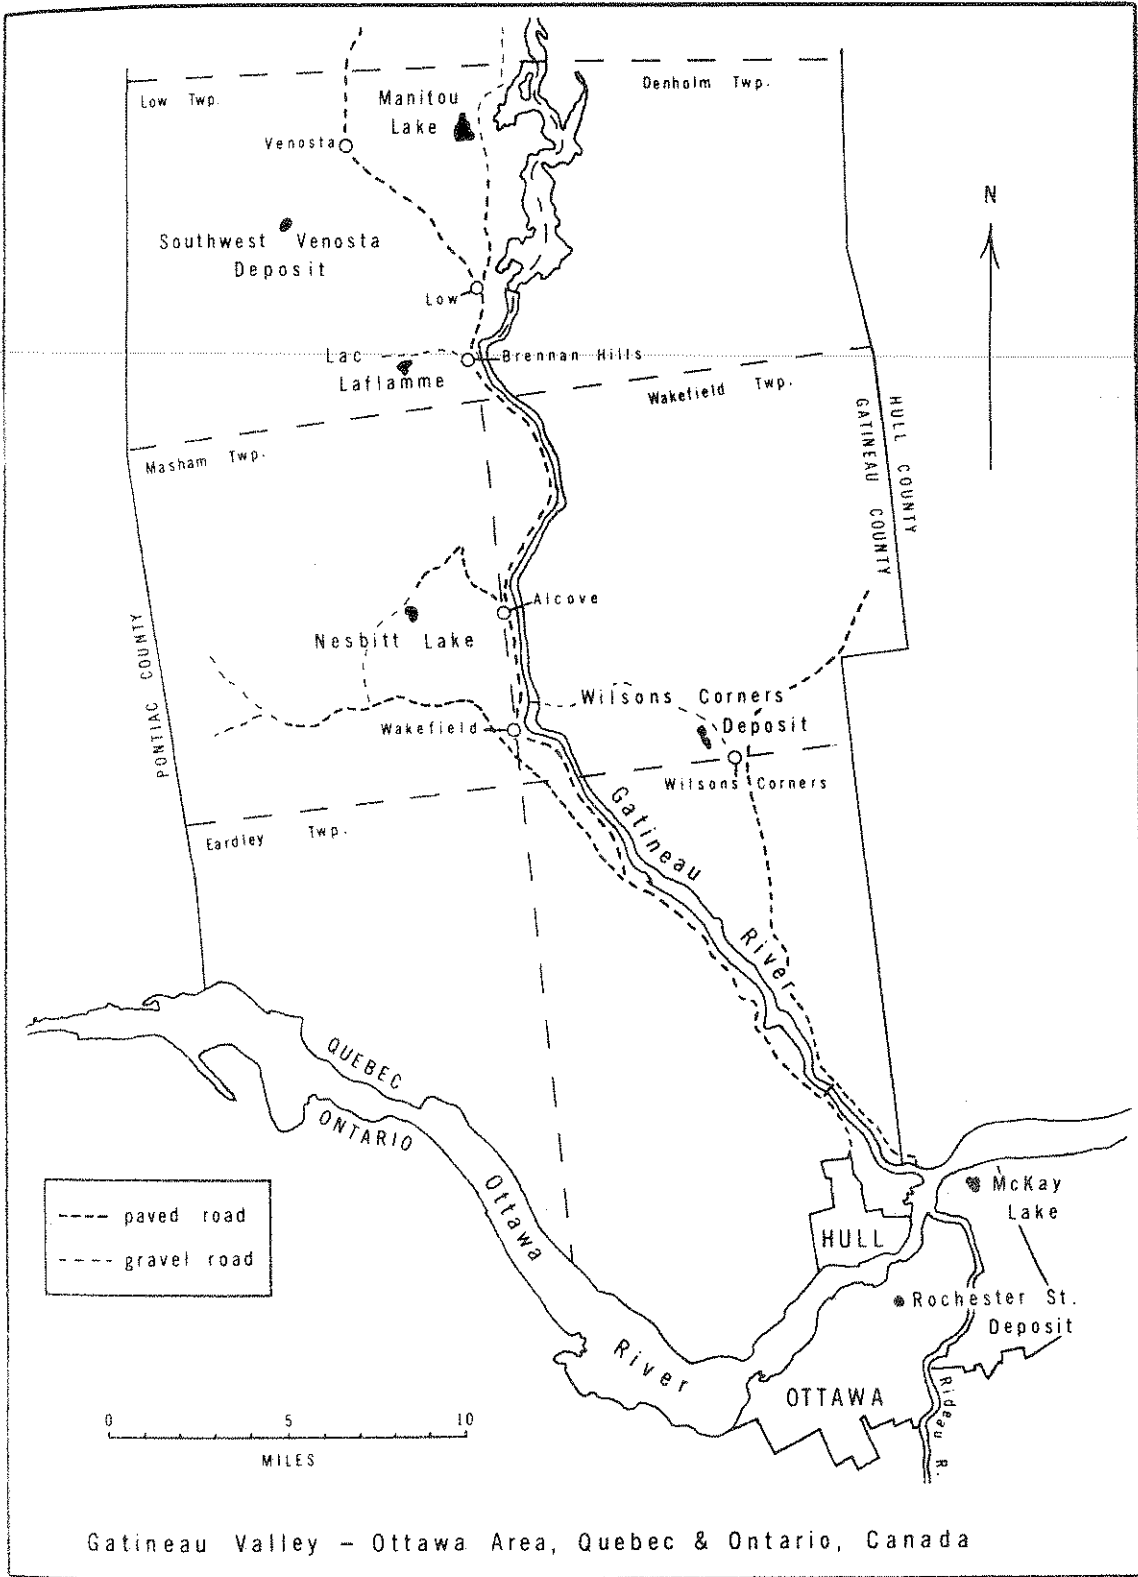 Low Twp.
Manitou
Lake
Denholm Twp.
Venosta
N
Southwest Venosta
Deposit
Low
Lac
Laflamme
Brennan Hills
Wakefield Twp.
Masham Twp.
HULL COUNTY
GATINEAU COUNTY
Alcove
Nesbitt Lake
PONTIAC COUNTY
Wilsons Corners
Deposit
Wakefield
Wilsons Corners
Gatineau
River
Eardley Twp.
QUEBEC
ONTARIO
Ottawa
River
McKay
Lake
HULL
Rochester St.
Deposit
OTTAWA
Rideau R.
paved road
gravel road
0 5 10
MILES
Gatineau Valley – Ottawa Area, Quebec & Ontario, Canada